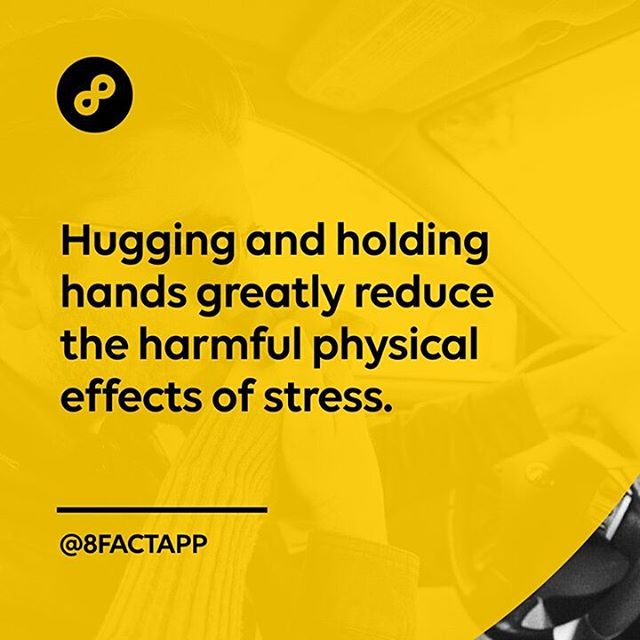 Hugging and holding
hands greatly reduce
the harmful physical
effects of stress.
@8FACTAPP